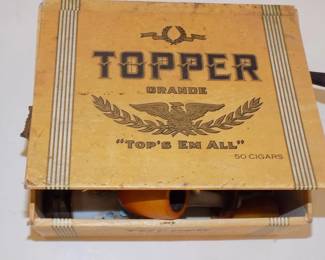 TOPPER
GRANDE
"TOP'S EM ALL"
50 CIGARS